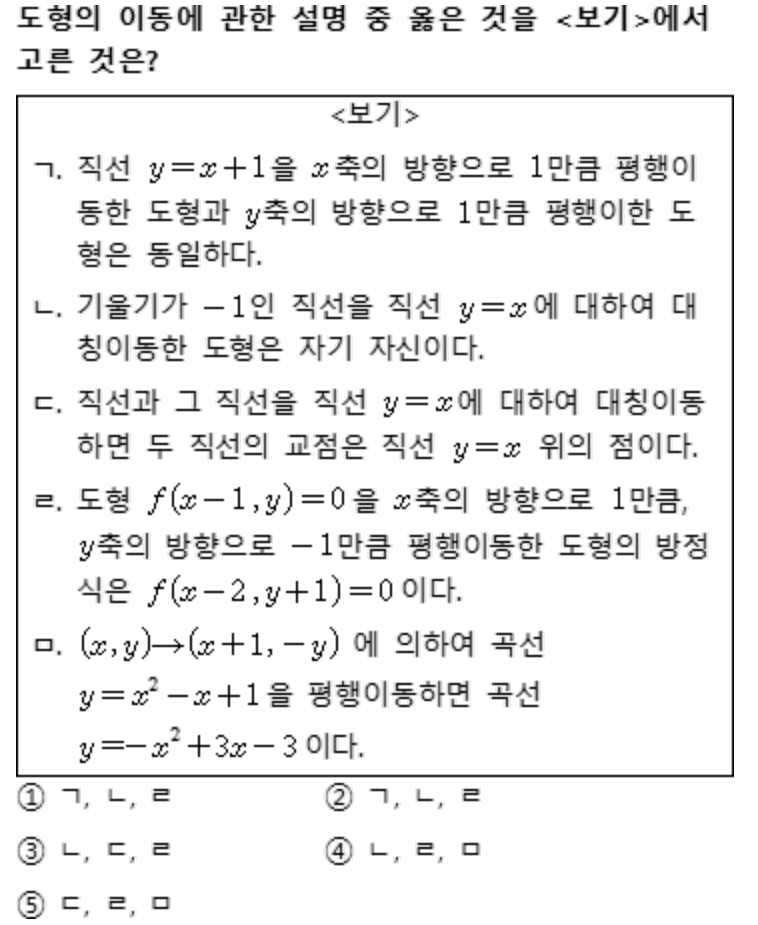 도형의 이동에 관한 설명 중 옳은 것을 <보기>에서
고른 것은?
<보기>
ㄱ. 직선 y=x+1을 x축의 방향으로 1만큼 평행이
동한 도형과 y축의 방향으로 1만큼 평행이한 도
형은 동일하다.
ㄴ. 기울기가 -1인 직선을 직선 y=x에 대하여 대
칭이동한 도형은 자기 자신이다.
ㄷ. 직선과 그 직선을 직선 y=x에 대하여 대칭이동
하면 두 직선의 교점은 직선 y=x 위의 점이다.
ㄹ. 도형 f(x-1,y)=0을 x축의 방향으로 1만큼,
y축의 방향으로 -1만큼 평행이동한 도형의 방정
식은 f(x-2,y+1)=0이다.
ㅁ. (x,y)→(x+1,-y) 에 의하여 곡선
y=x²-x+1을 평행이동하면 곡선
y=-x²+3x-3이다.
① ㄱ, ㄴ, ㄹ ② ㄱ, ㄴ, ㄹ
③ ㄴ, ㄷ, ㄹ ④ ㄴ, ㄹ, ㅁ
⑤ ㄷ, ㄹ, ㅁ